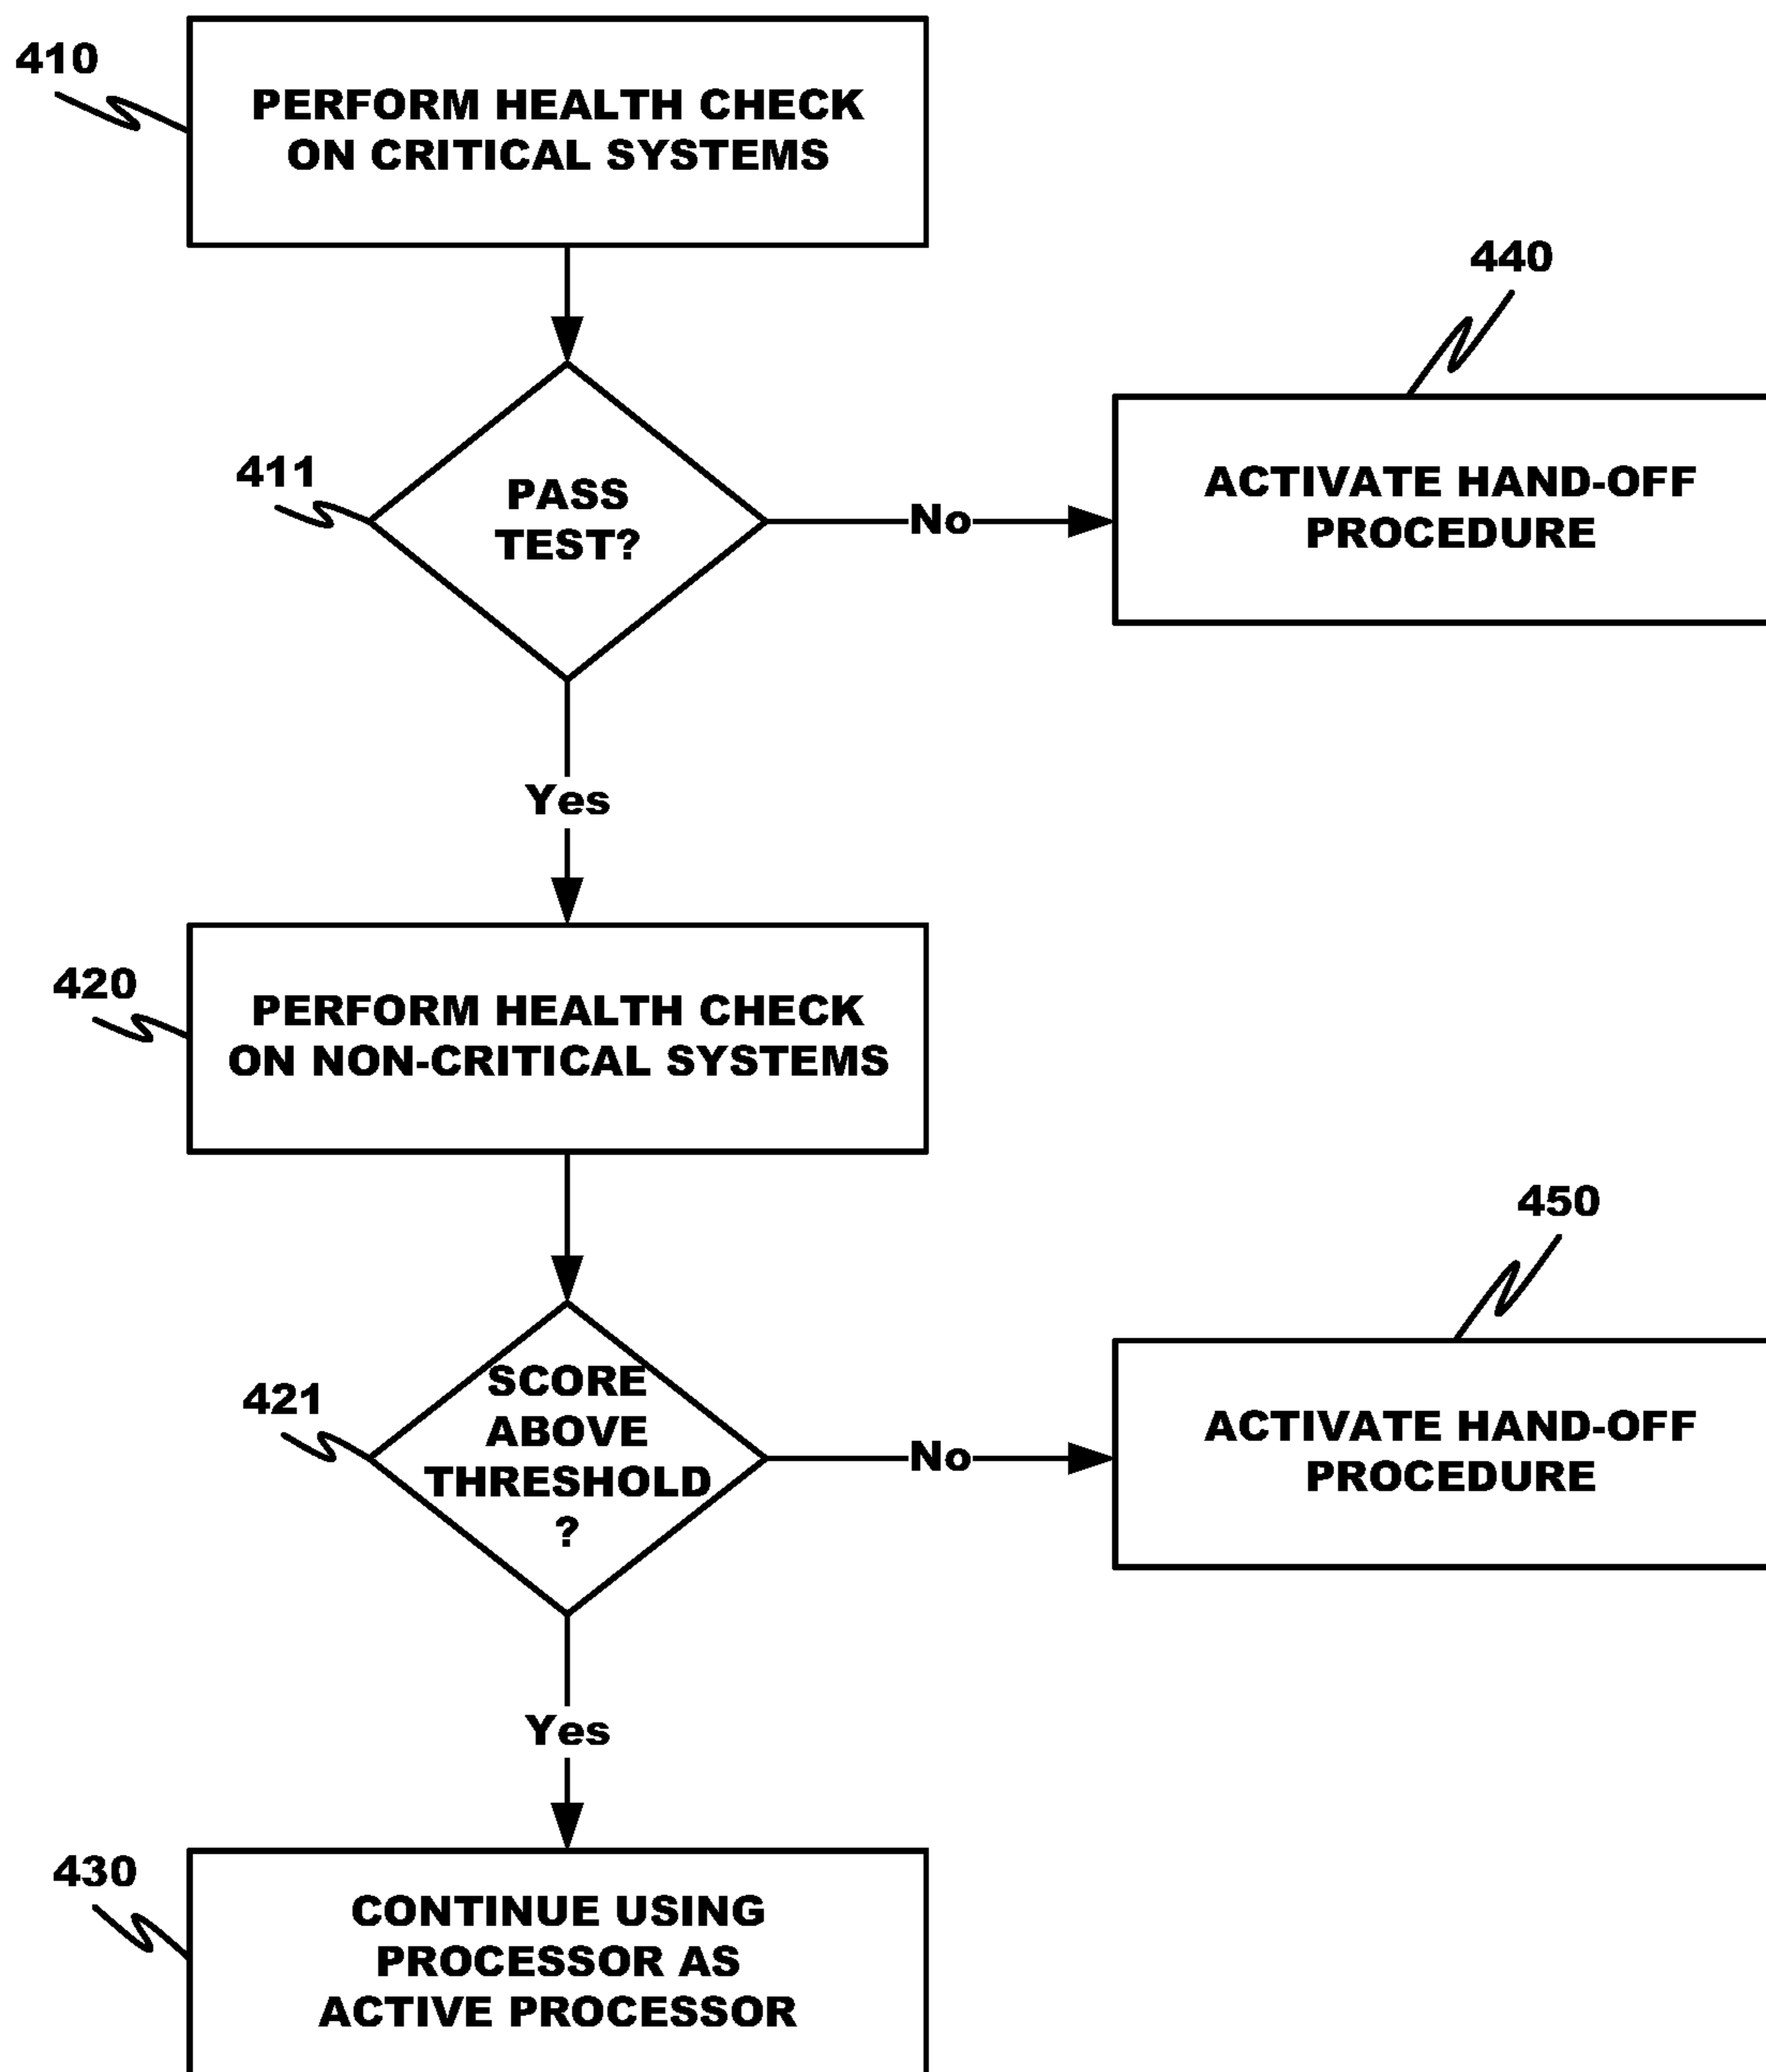 410
PERFORM HEALTH CHECK
ON CRITICAL SYSTEMS
440
411
PASS
TEST?
No
ACTIVATE HAND-OFF
PROCEDURE
Yes
420
PERFORM HEALTH CHECK
ON NON-CRITICAL SYSTEMS
450
421
SCORE
ABOVE
THRESHOLD
?
No
ACTIVATE HAND-OFF
PROCEDURE
Yes
430
CONTINUE USING
PROCESSOR AS
ACTIVE PROCESSOR